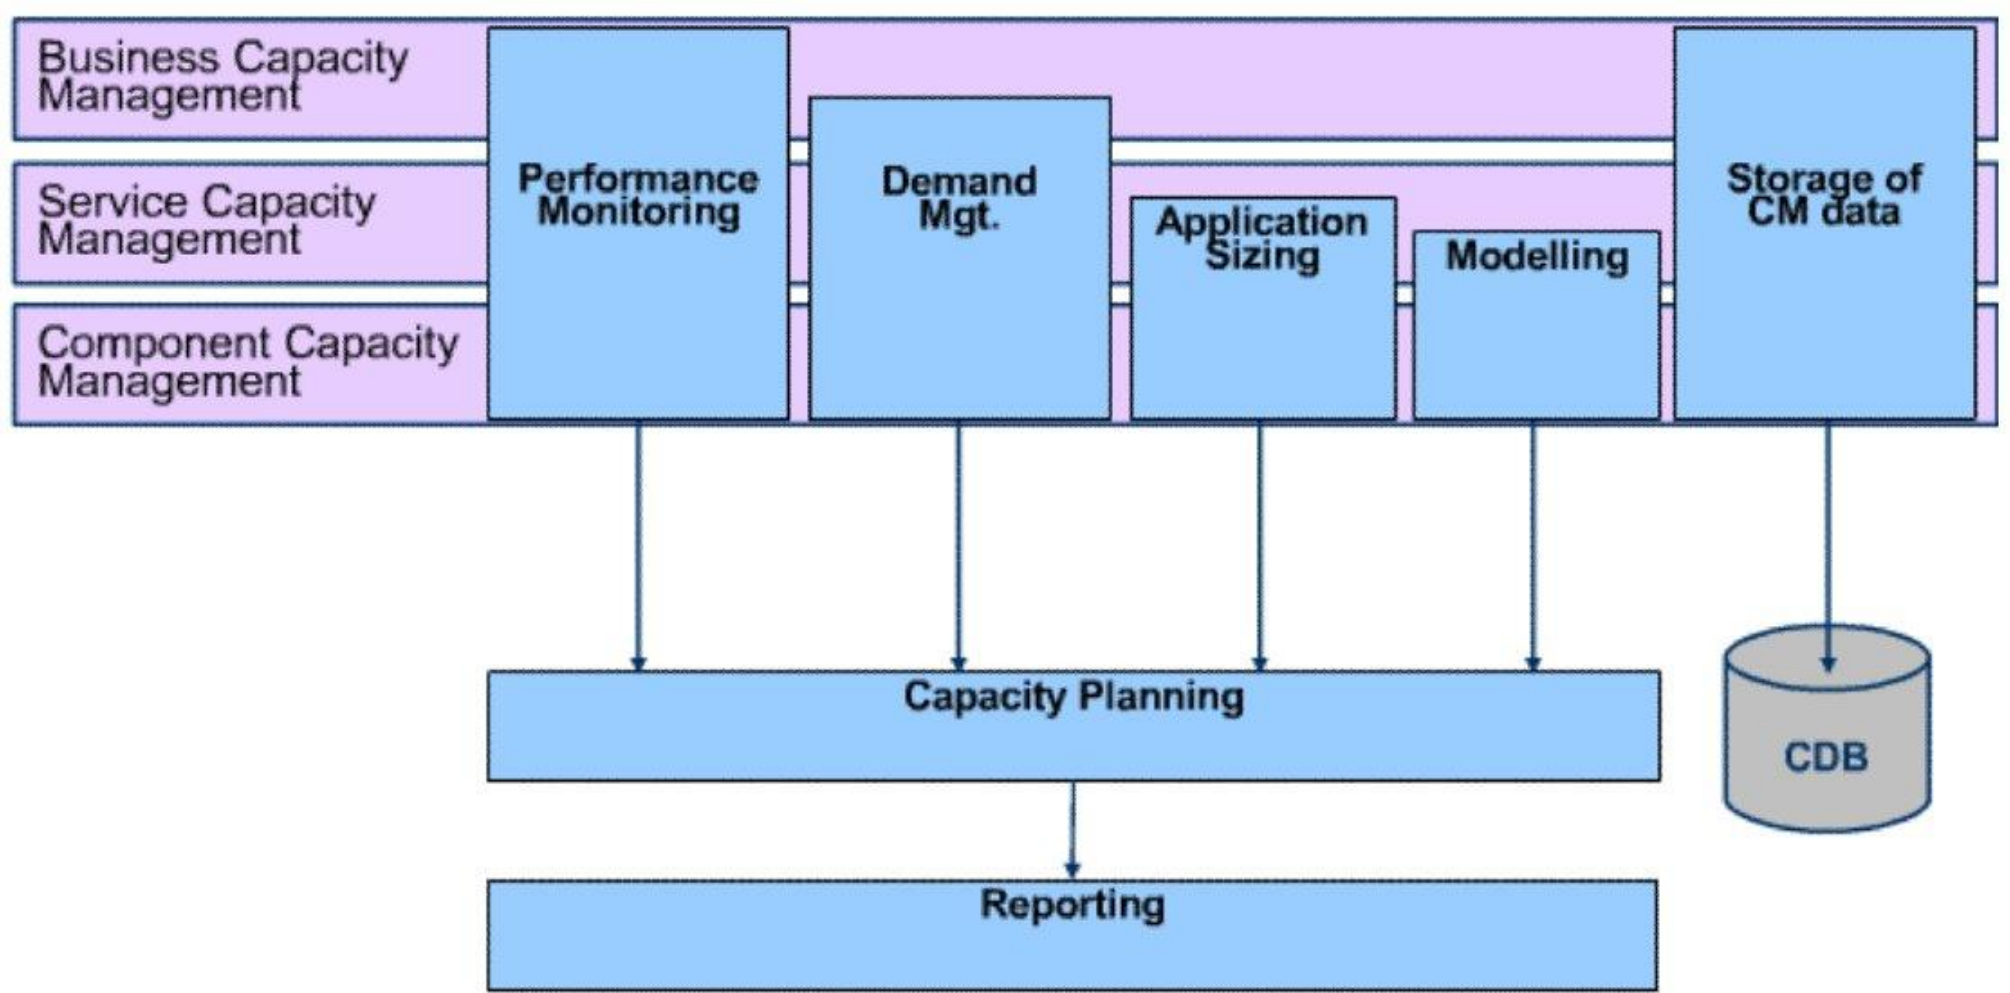 Business Capacity
Management
Service Capacity
Management
Component Capacity
Management
Performance
Monitoring
Demand
Mgt.
Application
Sizing
Modelling
Storage of
CM data
Capacity Planning
CDB
Reporting